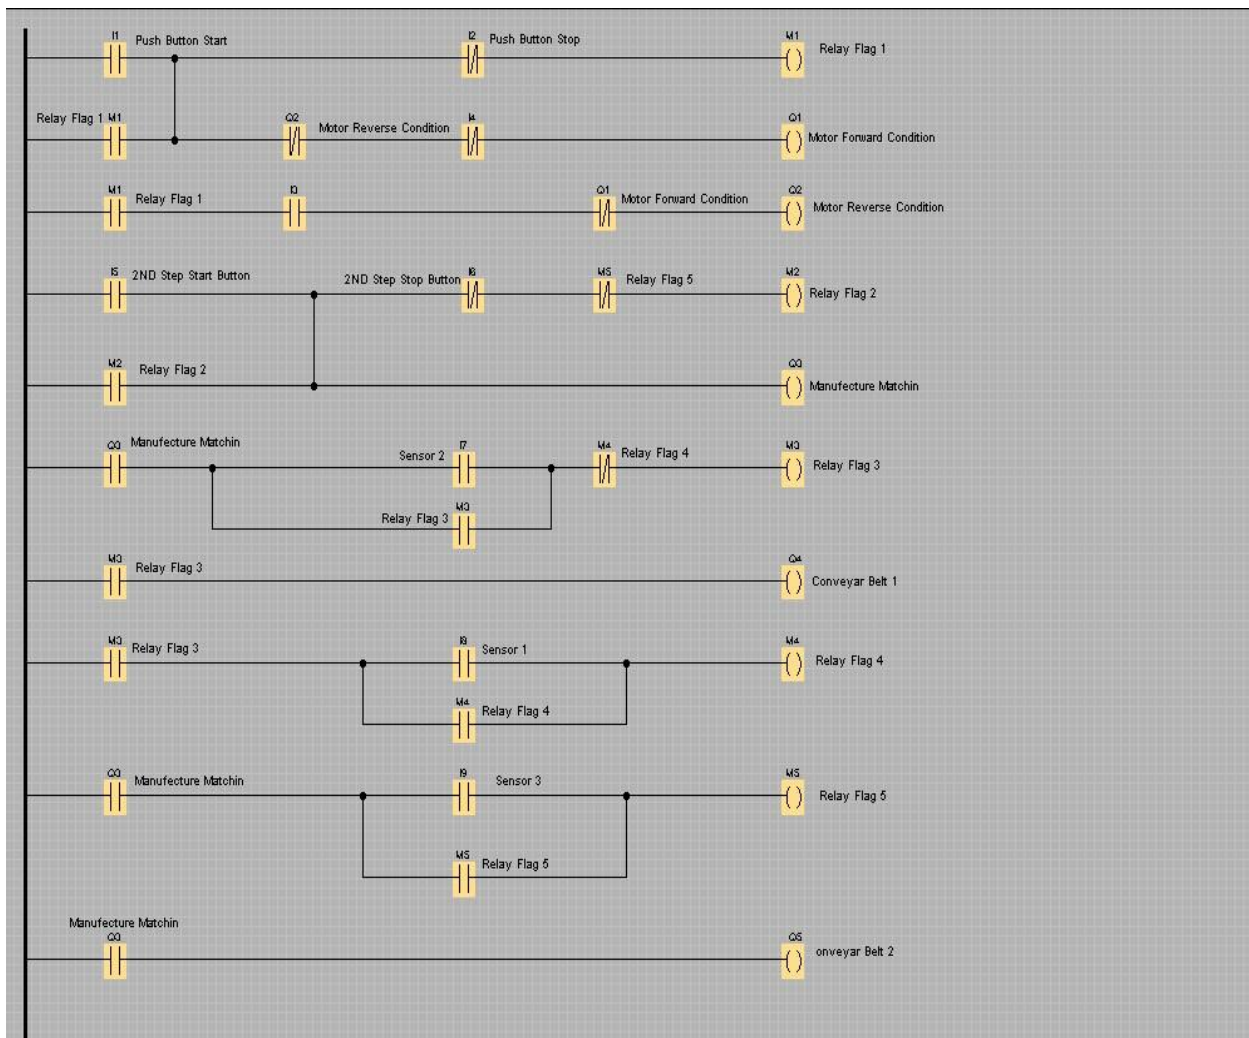 I1 Push Button Start I2 Push Button Stop M1 Relay Flag 1
Relay Flag 1 M1 Q2 Motor Reverse Condition I4 Q1 Motor Forward Condition
M1 Relay Flag 1 I3 Q1 Motor Forward Condition Q2 Motor Reverse Condition
I5 2ND Step Start Button 2ND Step Stop Button I6 M5 Relay Flag 5 M2 Relay Flag 2
M2 Relay Flag 2 Q3 Manufecture Matchin
Q3 Manufecture Matchin Sensor 2 I7 M4 Relay Flag 4 M3 Relay Flag 3
Relay Flag 3 M3
M3 Relay Flag 3 Q4 Conveyar Belt 1
M3 Relay Flag 3 I8 Sensor 1 M4 Relay Flag 4
M4 Relay Flag 4
Q3 Manufecture Matchin I9 Sensor 3 M5 Relay Flag 5
M5 Relay Flag 5
Manufecture Matchin
Q3 Q5 onveyar Belt 2